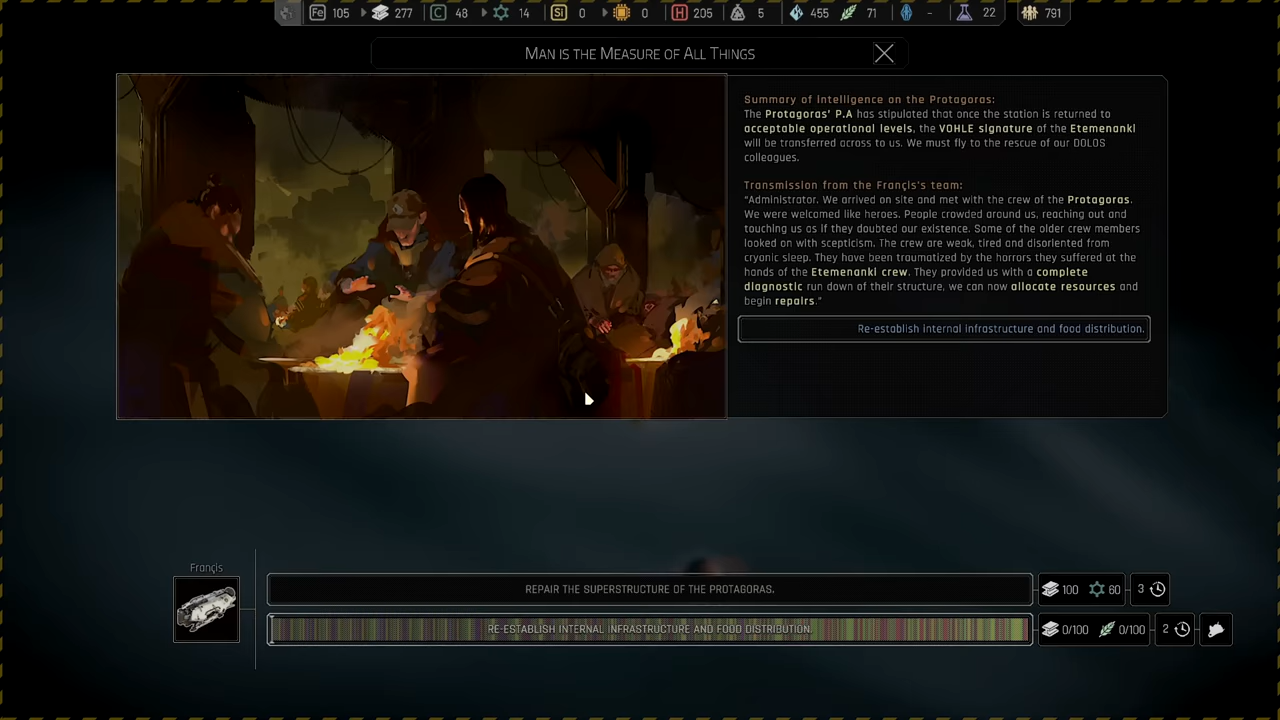 Fe 105 277 C 48 14 Si 0 0 H 205 5 455 71 - 22 791
Man is the Measure of All Things
Summary of Intelligence on the Protagoras:
The Protagoras' P.A has stipulated that once the station is returned to
acceptable operational levels, the VOHLE signature of the Etemenanki
will be transferred across to us. We must fly to the rescue of our DOLOS
colleagues.
Transmission from the Françis's team:
"Administrator. We arrived on site and met with the crew of the Protagoras.
We were welcomed like heroes. People crowded around us, reaching out and
touching us as if they doubted our existence. Some of the older crew members
looked on with scepticism. The crew are weak, tired and disoriented from
cryonic sleep. They have been traumatized by the horrors they suffered at the
hands of the Etemenanki crew. They provided us with a complete
diagnostic run down of their structure, we can now allocate resources and
begin repairs."
Re-establish internal infrastructure and food distribution.
Françis
REPAIR THE SUPERSTRUCTURE OF THE PROTAGORAS. 100 60 3
RE-ESTABLISH INTERNAL INFRASTRUCTURE AND FOOD DISTRIBUTION. 0/100 0/100 2